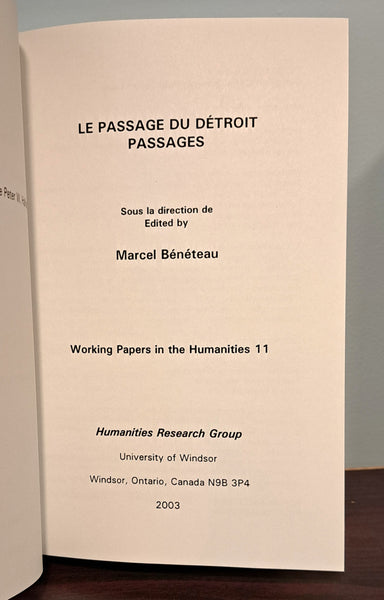 e Peter W.
LE PASSAGE DU DÉTROIT
PASSAGES
Sous la direction de
Edited by
Marcel Bénéteau
Working Papers in the Humanities 11
Humanities Research Group
University of Windsor
Windsor, Ontario, Canada N9B 3P4
2003